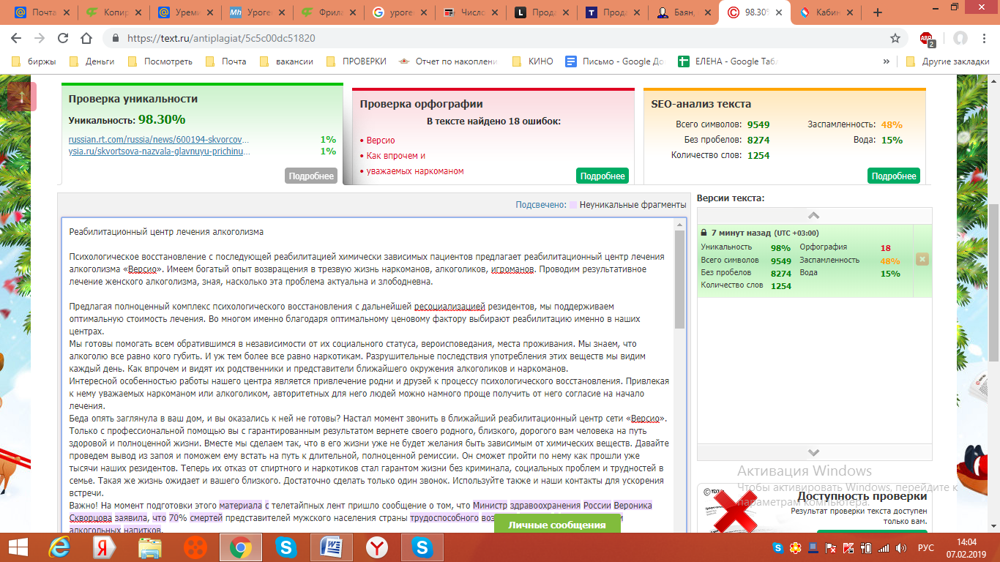 Почта
Копир
Уреми
Уроген
Фрила
уроген
Число
Прода
Прода
Баян,
98.30%
Кабин
https://text.ru/antiplagiat/5c5c00dc51820
ABP
2
биржы
Деньги
Посмотреть
Почта
вакансии
ПРОВЕРКИ
Отчет по накоплени
КИНО
Письмо - Google До
ЕЛЕНА - Google Табл
»
Другие закладки
Проверка уникальности
Уникальность: 98.30%
russian.rt.com/russia/news/600194-skvorcov... 1%
ysia.ru/skvortsova-nazvala-glavnuyu-prichinu... 1%
Подробнее
Проверка орфографии
В тексте найдено 18 ошибок:
• Версио
• Как впрочем и
• уважаемых наркоманом
Подробнее
SEO-анализ текста
Всего символов: 9549 Заспамленность: 48%
Без пробелов: 8274 Вода: 15%
Количество слов: 1254
Подробнее
Подсвечено: Неуникальные фрагменты
Реабилитационный центр лечения алкоголизма
Психологическое восстановление с последующей реабилитацией химически зависимых пациентов предлагает реабилитационный центр лечения
алкоголизма «Версио». Имеем богатый опыт возвращения в трезвую жизнь наркоманов, алкоголиков, игроманов. Проводим результативное
лечение женского алкоголизма, зная, насколько эта проблема актуальна и злободневна.
Предлагая полноценный комплекс психологического восстановления с дальнейшей ресоциализацией резидентов, мы поддерживаем
оптимальную стоимость лечения. Во многом именно благодаря оптимальному ценовому фактору выбирают реабилитацию именно в наших
центрах.
Мы готовы помогать всем обратившимся в независимости от их социального статуса, вероисповедания, места проживания. Мы знаем, что
алкоголю все равно кого губить. И уж тем более все равно наркотикам. Разрушительные последствия употребления этих веществ мы видим
каждый день. Как впрочем и видят их родственники и представители ближайшего окружения алкоголиков и наркоманов.
Интересной особенностью работы нашего центра является привлечение родни и друзей к процессу психологического восстановления. Привлекая
к нему уважаемых наркоманом или алкоголиком, авторитетных для него людей можно намного проще получить от него согласие на начало
лечения.
Беда опять заглянула в ваш дом, и вы оказались к ней не готовы? Настал момент звонить в ближайший реабилитационный центр сети «Версио».
Только с профессиональной помощью вы с гарантированным результатом вернете своего родного, близкого, дорогого вам человека на путь
здоровой и полноценной жизни. Вместе мы сделаем так, что в его жизни уже не будет желания быть зависимым от химических веществ. Давайте
проведем вывод из запоя и поможем ему встать на путь к длительной, полноценной ремиссии. Он сможет пройти по нему как прошли уже
тысячи наших резидентов. Теперь их отказ от спиртного и наркотиков стал гарантом жизни без криминала, социальных проблем и трудностей в
семье. Такая же жизнь ожидает и вашего близкого. Достаточно сделать только один звонок. Используйте также и наши контакты для ускорения
встречи.
Важно! На момент подготовки этого материала с телетайпных лент пришло сообщение о том, что Министр здравоохранения России Вероника
Скворцова заявила, что 70% смертей представителей мужского населения страны трудоспособного
алкогольных напитков.
Личные сообщения
Версии текста:
7 минут назад (UTC +03:00)
Уникальность 98% Орфография 18
Всего символов 9549 Заспамленность 48%
Без пробелов 8274 Вода 15%
Количество слов 1254
Активация Windows
Чтобы активировать Windows, перейдите к
параметрам компьютера.
Доступность проверки
Результат проверки текста доступен
только вам.
РУС
14:04
07.02.2019